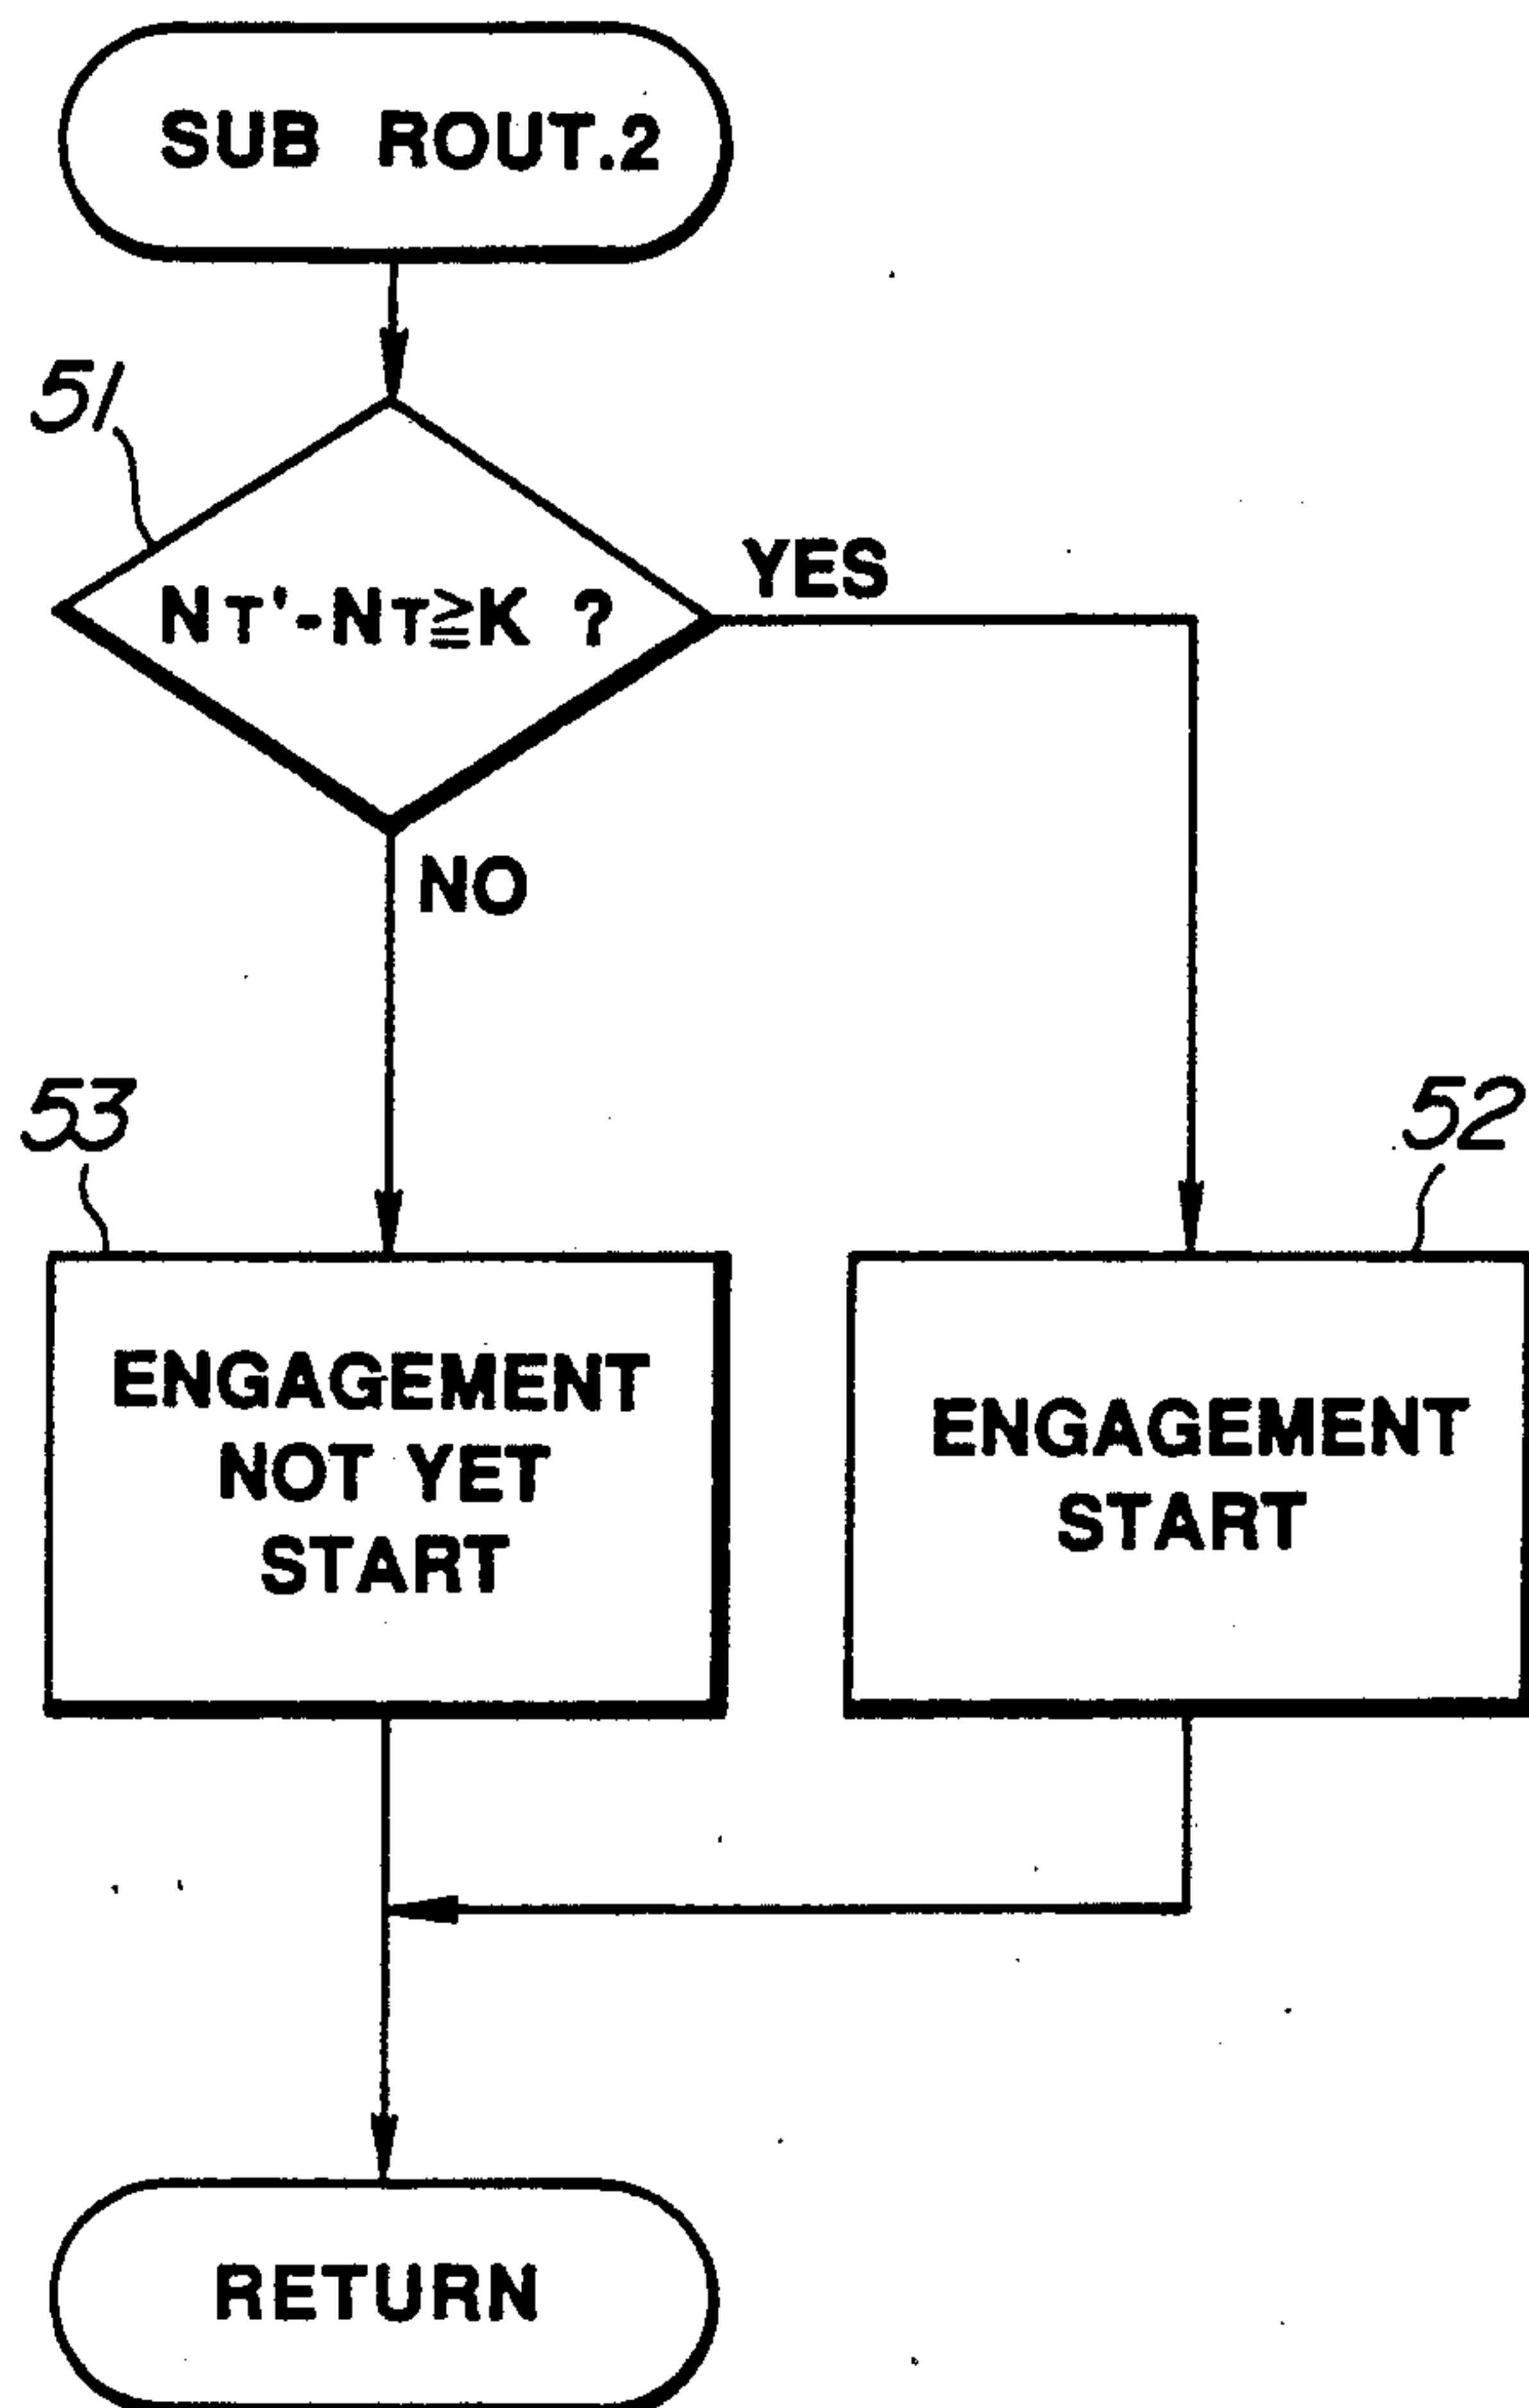 SUB ROUT.2
51
NT'-NT≧K ?
YES
NO
53
52
ENGAGEMENT
NOT YET
START
ENGAGEMENT
START
RETURN